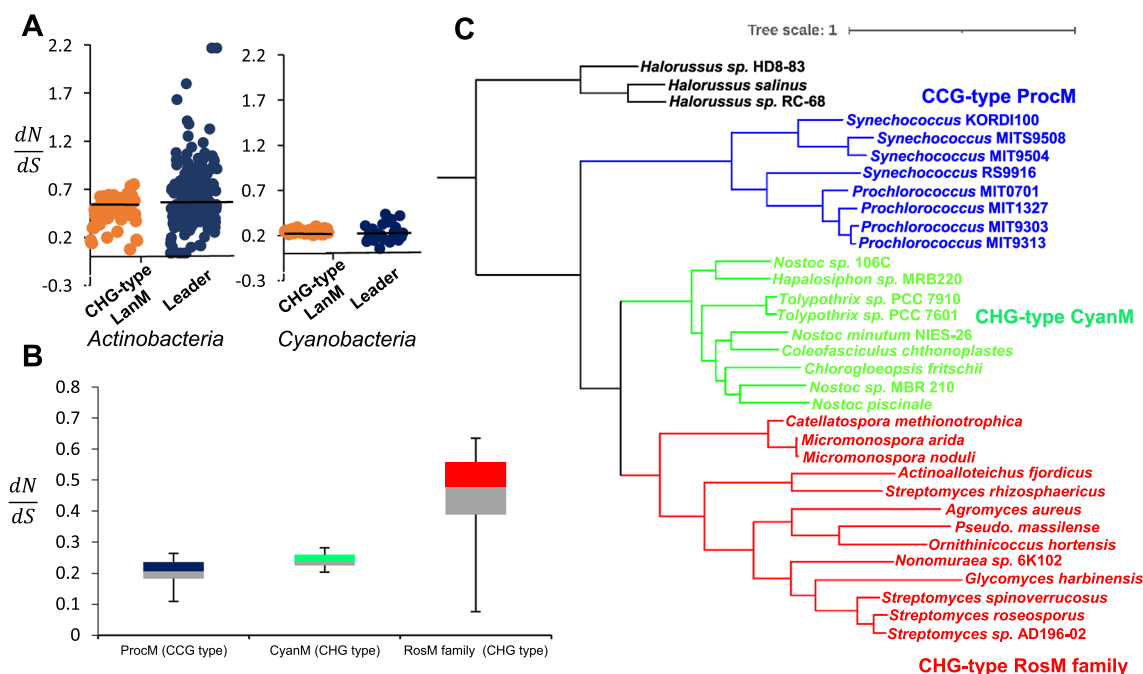 A
2.2
1.7
1.2
0.7
0.2
-0.3
dN
dS
CHG-type
LanM
Leader
Actinobacteria
2.2
1.7
1.2
0.7
0.2
-0.3
CHG-type
LanM
Leader
Cyanobacteria
B
0.8
0.7
0.6
0.5
0.4
0.3
0.2
0.1
0
dN
dS
ProcM (CCG type)
CyanM (CHG type)
RosM family (CHG type)
C
Tree scale: 1
Halorussus sp. HD8-83
Halorussus salinus
Halorussus sp. RC-68
CCG-type ProcM
Synechococcus KORDI100
Synechococcus MITS9508
Synechococcus MIT9504
Synechococcus RS9916
Prochlorococcus MIT0701
Prochlorococcus MIT1327
Prochlorococcus MIT9303
Prochlorococcus MIT9313
Nostoc sp. 106C
Hapalosiphon sp. MRB220
Tolypothrix sp. PCC 7910
Tolypothrix sp. PCC 7601
CHG-type CyanM
Nostoc minutum NIES-26
Coleofasciculus chthonoplastes
Chlorogloeopsis fritschii
Nostoc sp. MBR 210
Nostoc piscinale
Catellatospora methionotrophica
Micromonospora arida
Micromonospora noduli
Actinoalloteichus fjordicus
Streptomyces rhizosphaericus
Agromyces aureus
Pseudo. massilense
Ornithinicoccus hortensis
Nonomuraea sp. 6K102
Glycomyces harbinensis
Streptomyces spinoverrucosus
Streptomyces roseosporus
Streptomyces sp. AD196-02
CHG-type RosM family